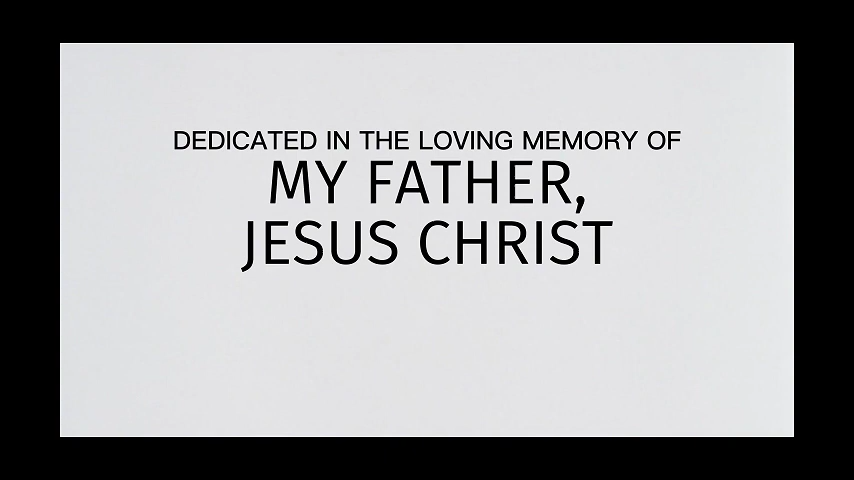 DEDICATED IN THE LOVING MEMORY OF
MY FATHER,
JESUS CHRIST